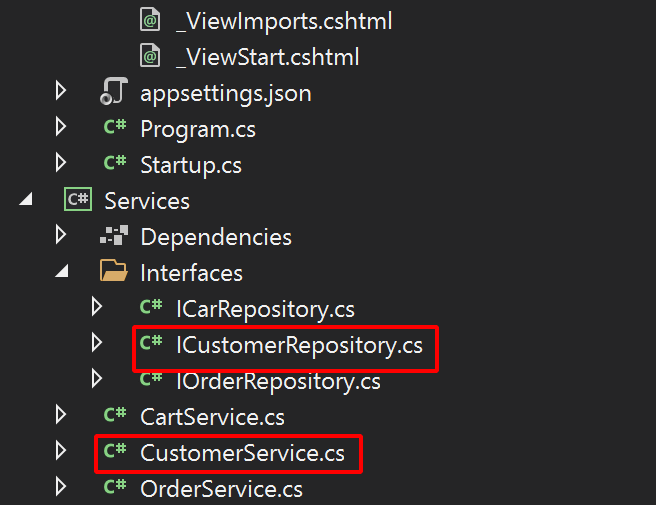 _ViewImports.cshtml
_ViewStart.cshtml
appsettings.json
C# Program.cs
C# Startup.cs
C# Services
Dependencies
Interfaces
C# ICarRepository.cs
C# ICustomerRepository.cs
C# IOrderRepository.cs
C# CartService.cs
C# CustomerService.cs
C# OrderService.cs